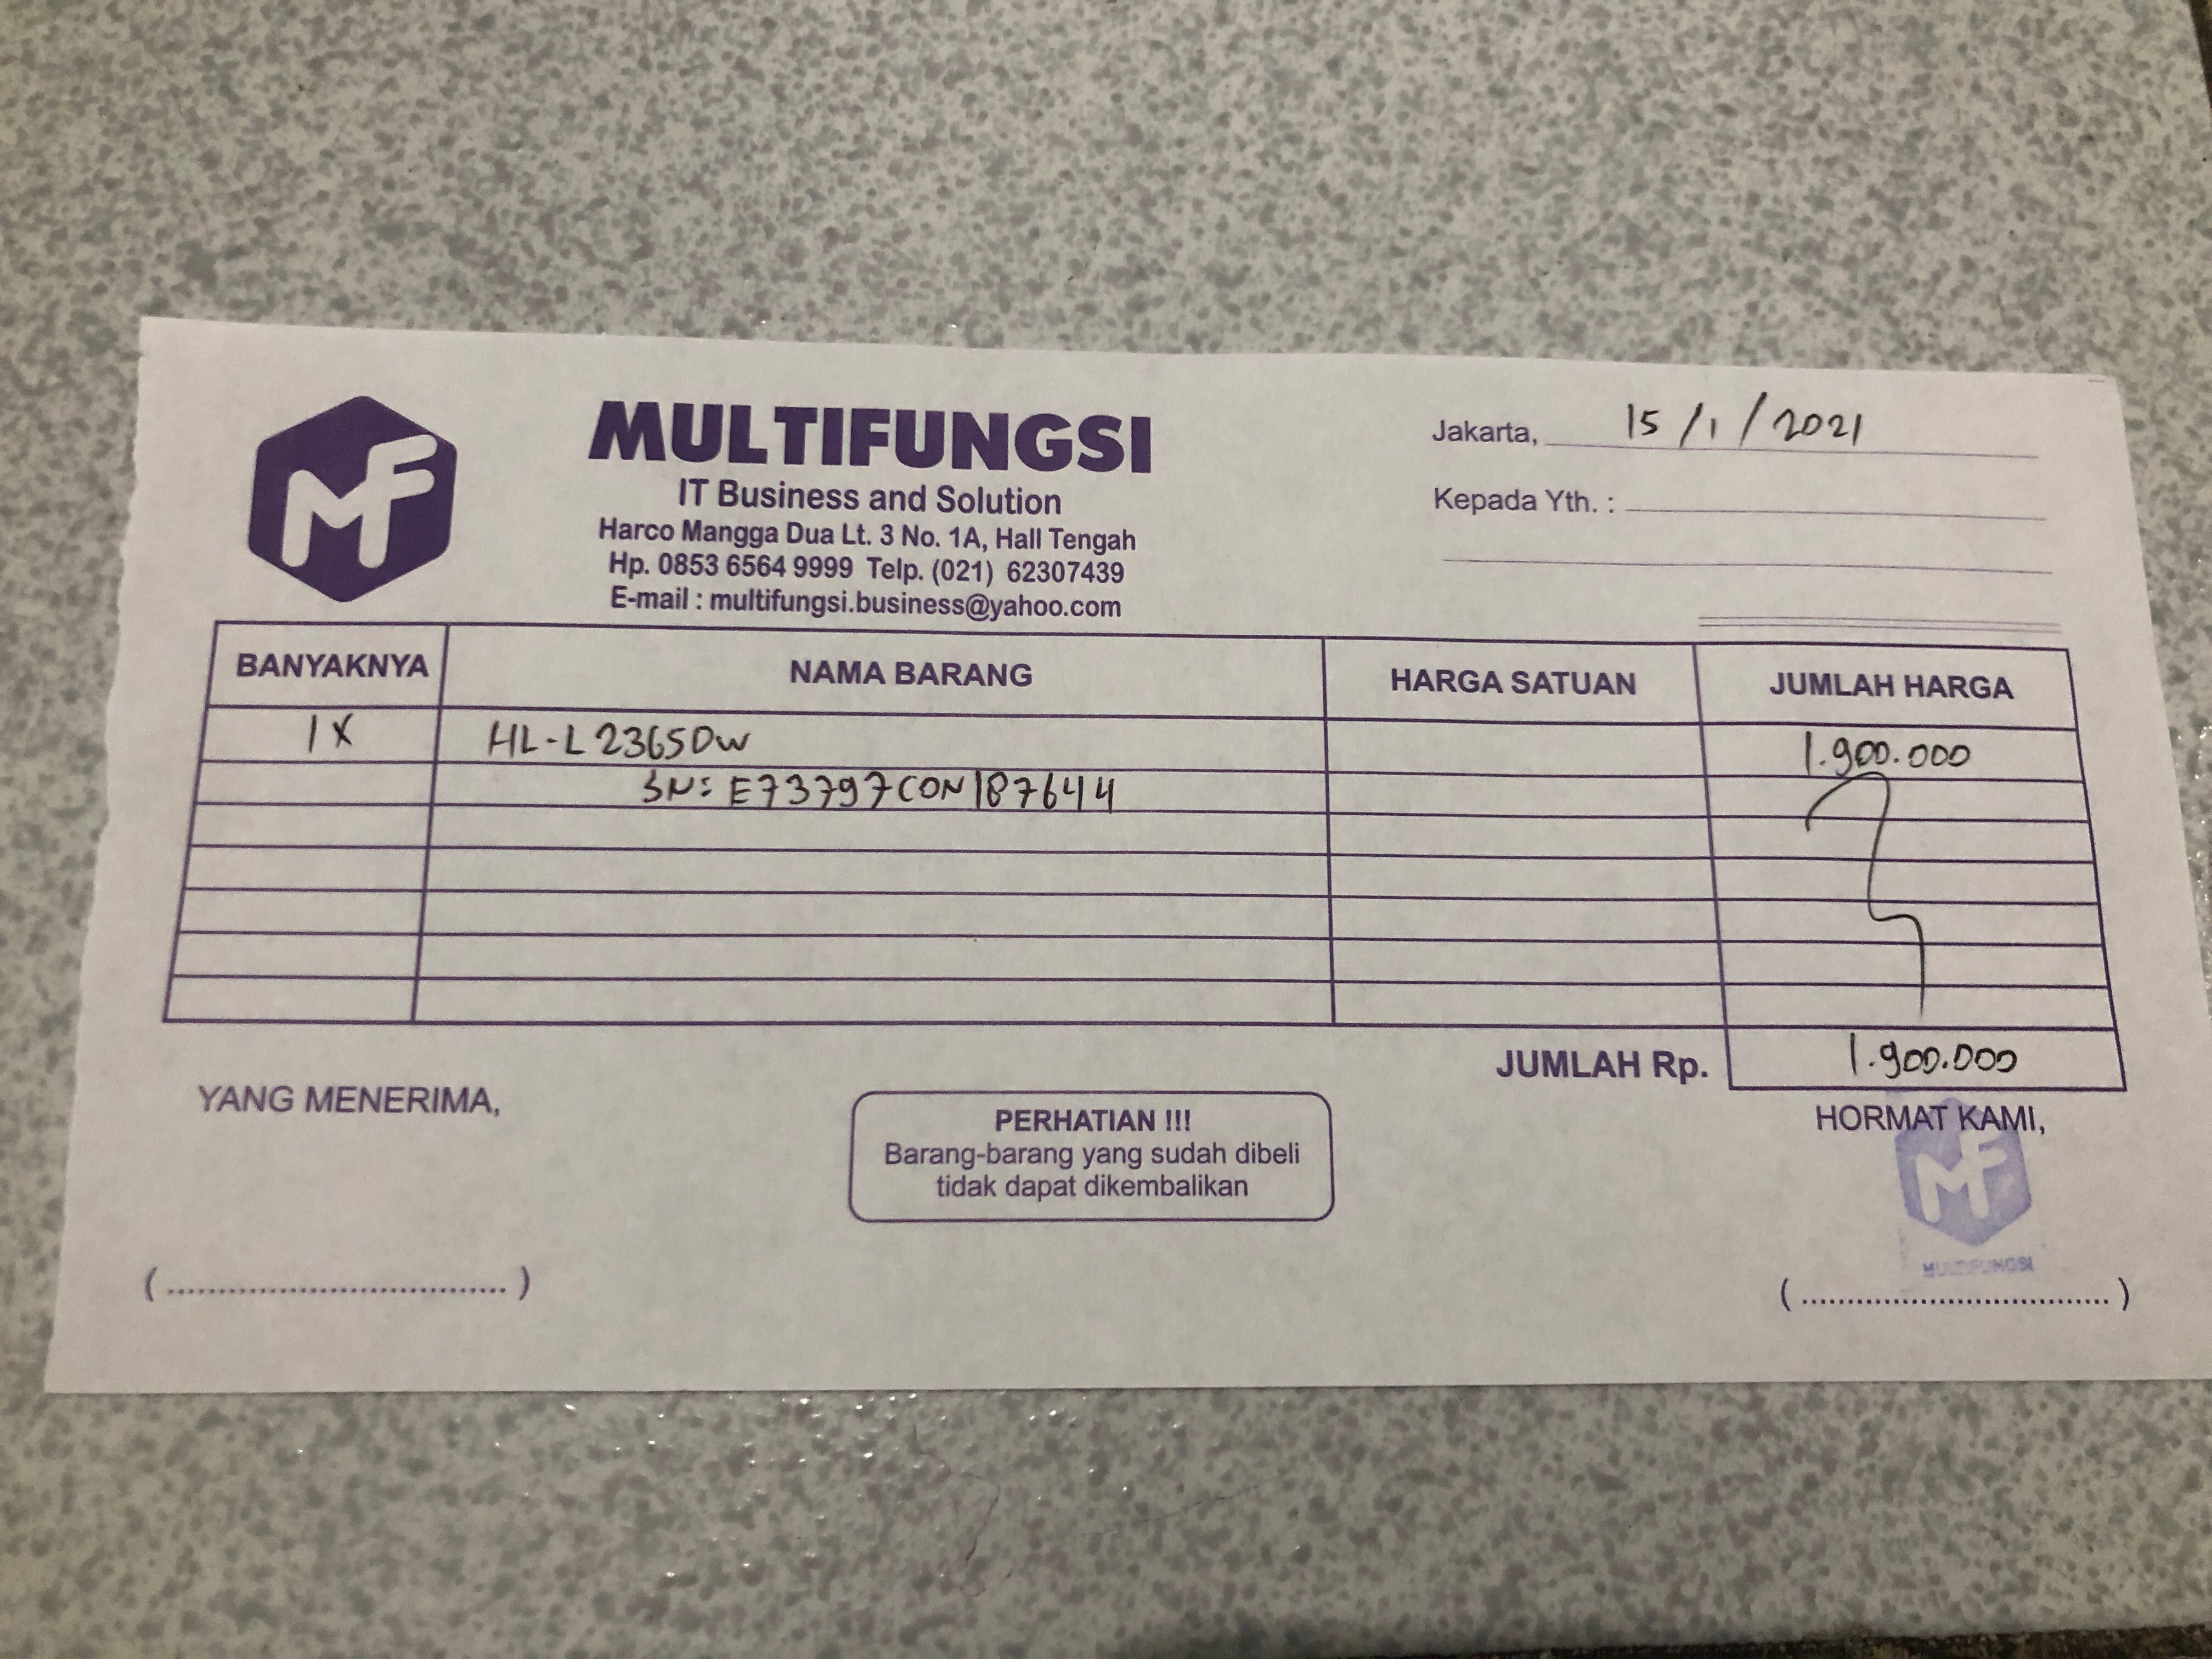 MF
MULTIFUNGSI
IT Business and Solution
Harco Mangga Dua Lt. 3 No. 1A, Hall Tengah
Hp. 0853 6564 9999 Telp. (021) 62307439
E-mail : multifungsi.business@yahoo.com
Jakarta, 15/1/2021
Kepada Yth. :
BANYAKNYA NAMA BARANG HARGA SATUAN JUMLAH HARGA
1X HL-L2365DW 1.900.000
SN: E73797C0N187644
JUMLAH Rp. 1.900.000
YANG MENERIMA,
PERHATIAN !!!
Barang-barang yang sudah dibeli
tidak dapat dikembalikan
HORMAT KAMI,
MF
MULTIFUNGSI
(..................................)
(..................................)